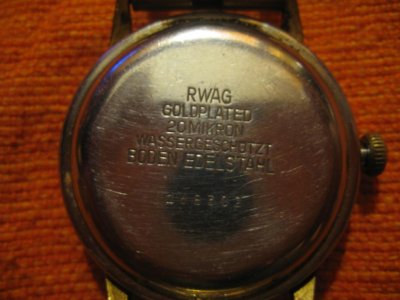 RWAG
GOLDPLATED
20 MIKRON
WASSERGESCHÜTZT
BODEN EDELSTAHL